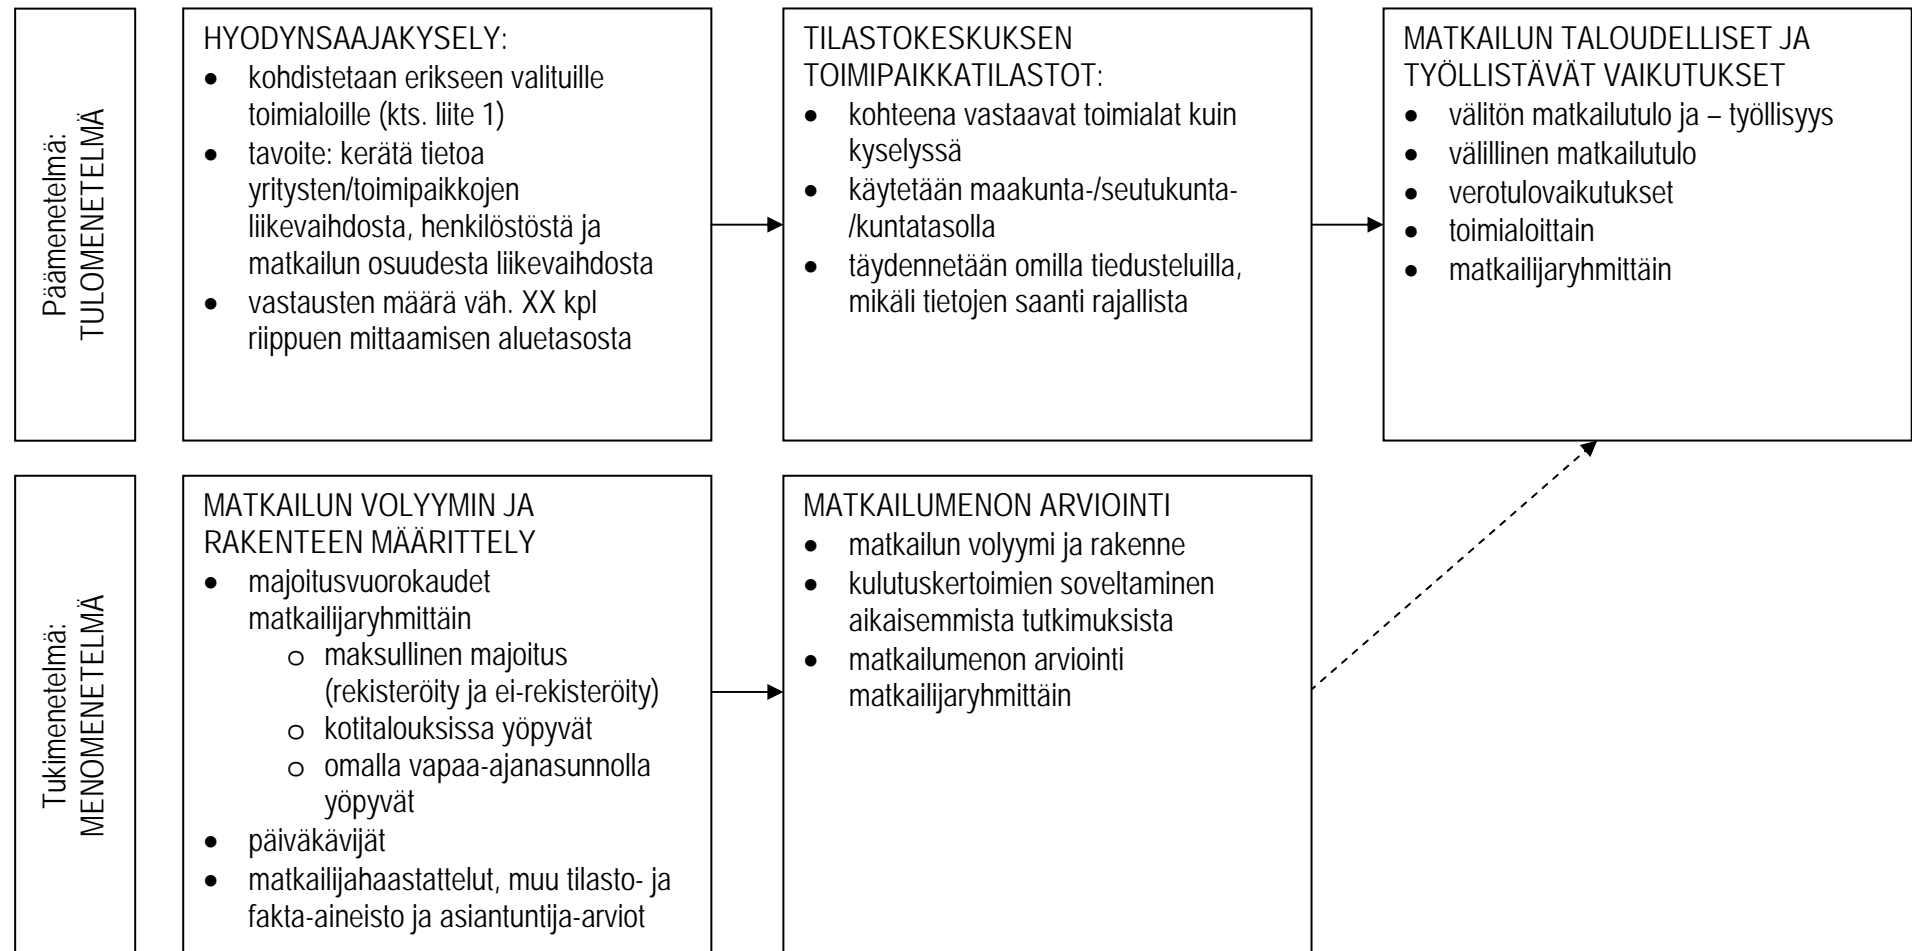 Päämenetelmä:
TULOMENETELMÄ
HYODYNSAAJAKYSELY:
• kohdistetaan erikseen valituille
toimialoille (kts. liite 1)
• tavoite: kerätä tietoa
yritysten/toimipaikkojen
liikevaihdosta, henkilöstöstä ja
matkailun osuudesta liikevaihdosta
• vastausten määrä väh. XX kpl
riippuen mittaamisen aluetasosta
TILASTOKESKUKSEN
TOIMIPAIKKATILASTOT:
• kohteena vastaavat toimialat kuin
kyselyssä
• käytetään maakunta-/seutukunta-
/kuntatasolla
• täydennetään omilla tiedusteluilla,
mikäli tietojen saanti rajallista
MATKAILUN TALOUDELLISET JA
TYÖLLISTÄVÄT VAIKUTUKSET
• välitön matkailutulo ja – työllisyys
• välillinen matkailutulo
• verotulovaikutukset
• toimialoittain
• matkailijaryhmittäin
Tukimenetelmä:
MENOMENETELMÄ
MATKAILUN VOLYYMIN JA
RAKENTEEN MÄÄRITTELY
• majoitusvuorokaudet
matkailijaryhmittäin
o maksullinen majoitus
(rekisteröity ja ei-rekisteröity)
o kotitalouksissa yöpyvät
o omalla vapaa-ajanasunnolla
yöpyvät
• päiväkävijät
• matkailijahaastattelut, muu tilasto- ja
fakta-aineisto ja asiantuntija-arviot
MATKAILUMENON ARVIOINTI
• matkailun volyymi ja rakenne
• kulutuskertoimien soveltaminen
aikaisemmista tutkimuksista
• matkailumenon arviointi
matkailijaryhmittäin